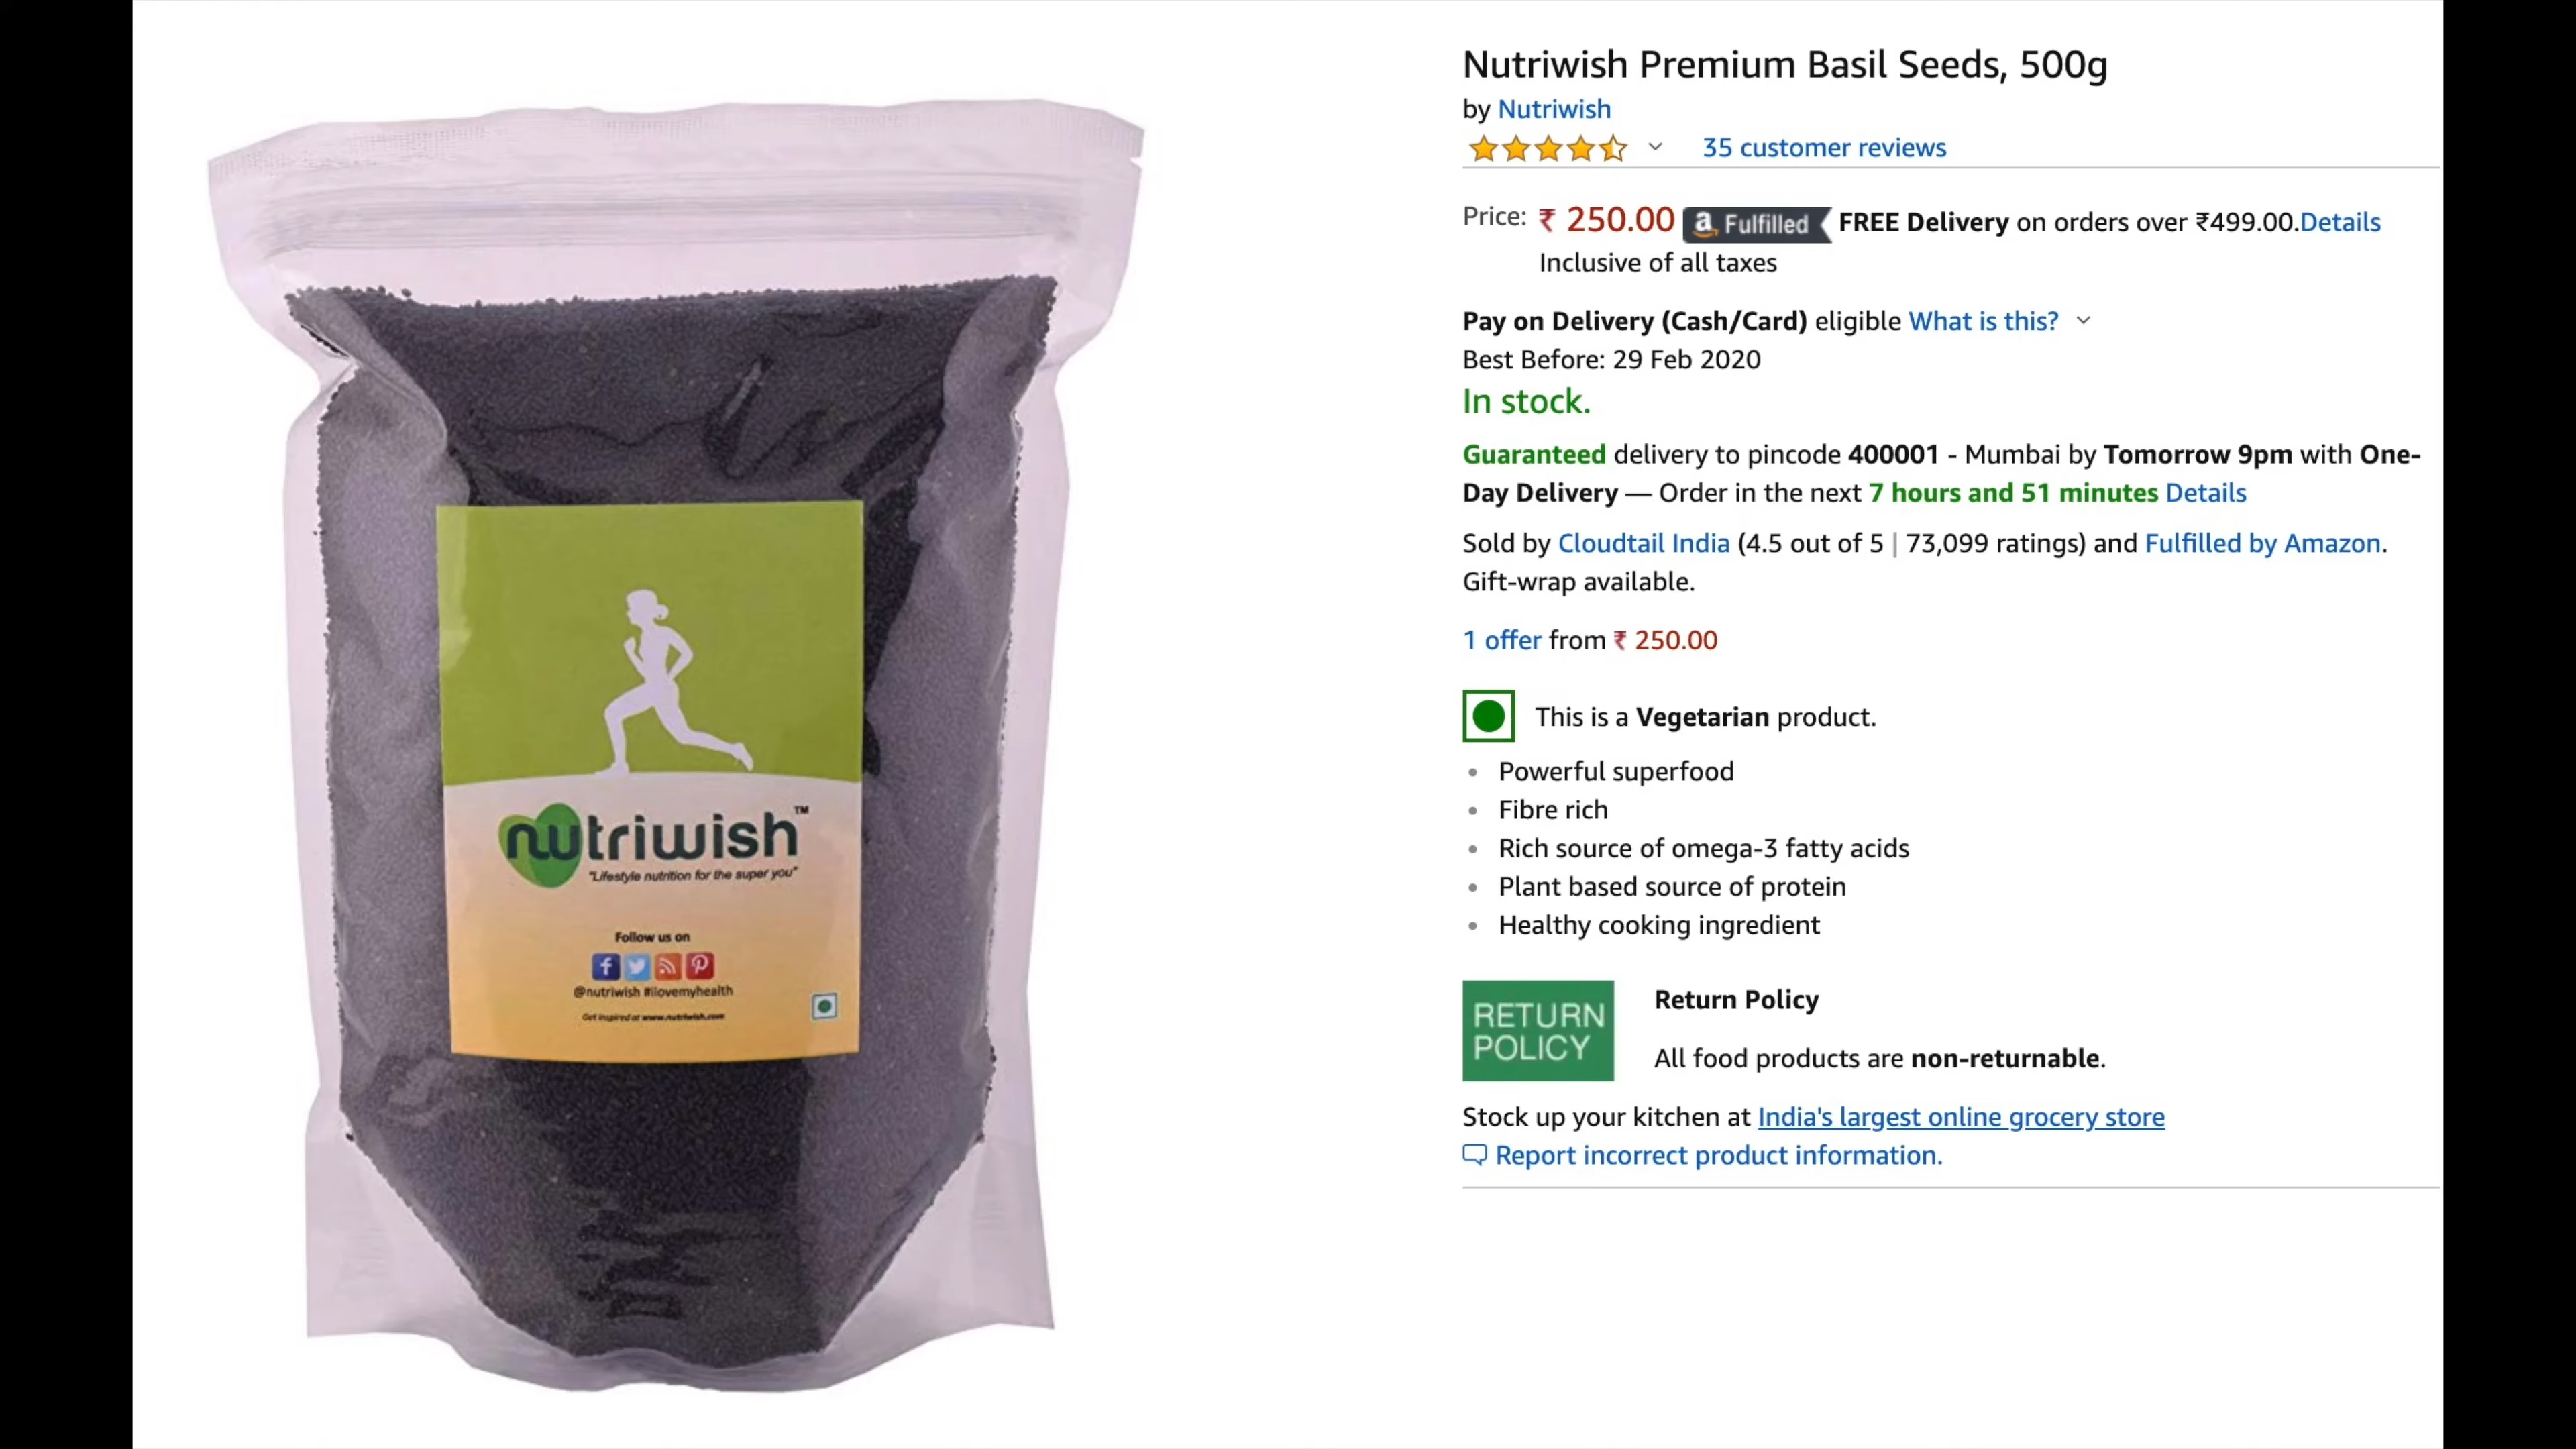 Nutriwish Premium Basil Seeds, 500g
by Nutriwish
35 customer reviews
Price: ₹ 250.00 a Fulfilled FREE Delivery on orders over ₹499.00.Details
Inclusive of all taxes
Pay on Delivery (Cash/Card) eligible What is this?
Best Before: 29 Feb 2020
In stock.
Guaranteed delivery to pincode 400001 - Mumbai by Tomorrow 9pm with One-
Day Delivery — Order in the next 7 hours and 51 minutes Details
Sold by Cloudtail India (4.5 out of 5 | 73,099 ratings) and Fulfilled by Amazon.
Gift-wrap available.
1 offer from ₹ 250.00
This is a Vegetarian product.
• Powerful superfood
• Fibre rich
• Rich source of omega-3 fatty acids
• Plant based source of protein
• Healthy cooking ingredient
RETURN
POLICY
Return Policy
All food products are non-returnable.
Stock up your kitchen at India's largest online grocery store
Report incorrect product information.
nutriwish™
"Lifestyle nutrition for the super you"
Follow us on
@nutriwish #ilovemyhealth
Get inspired at www.nutriwish.com